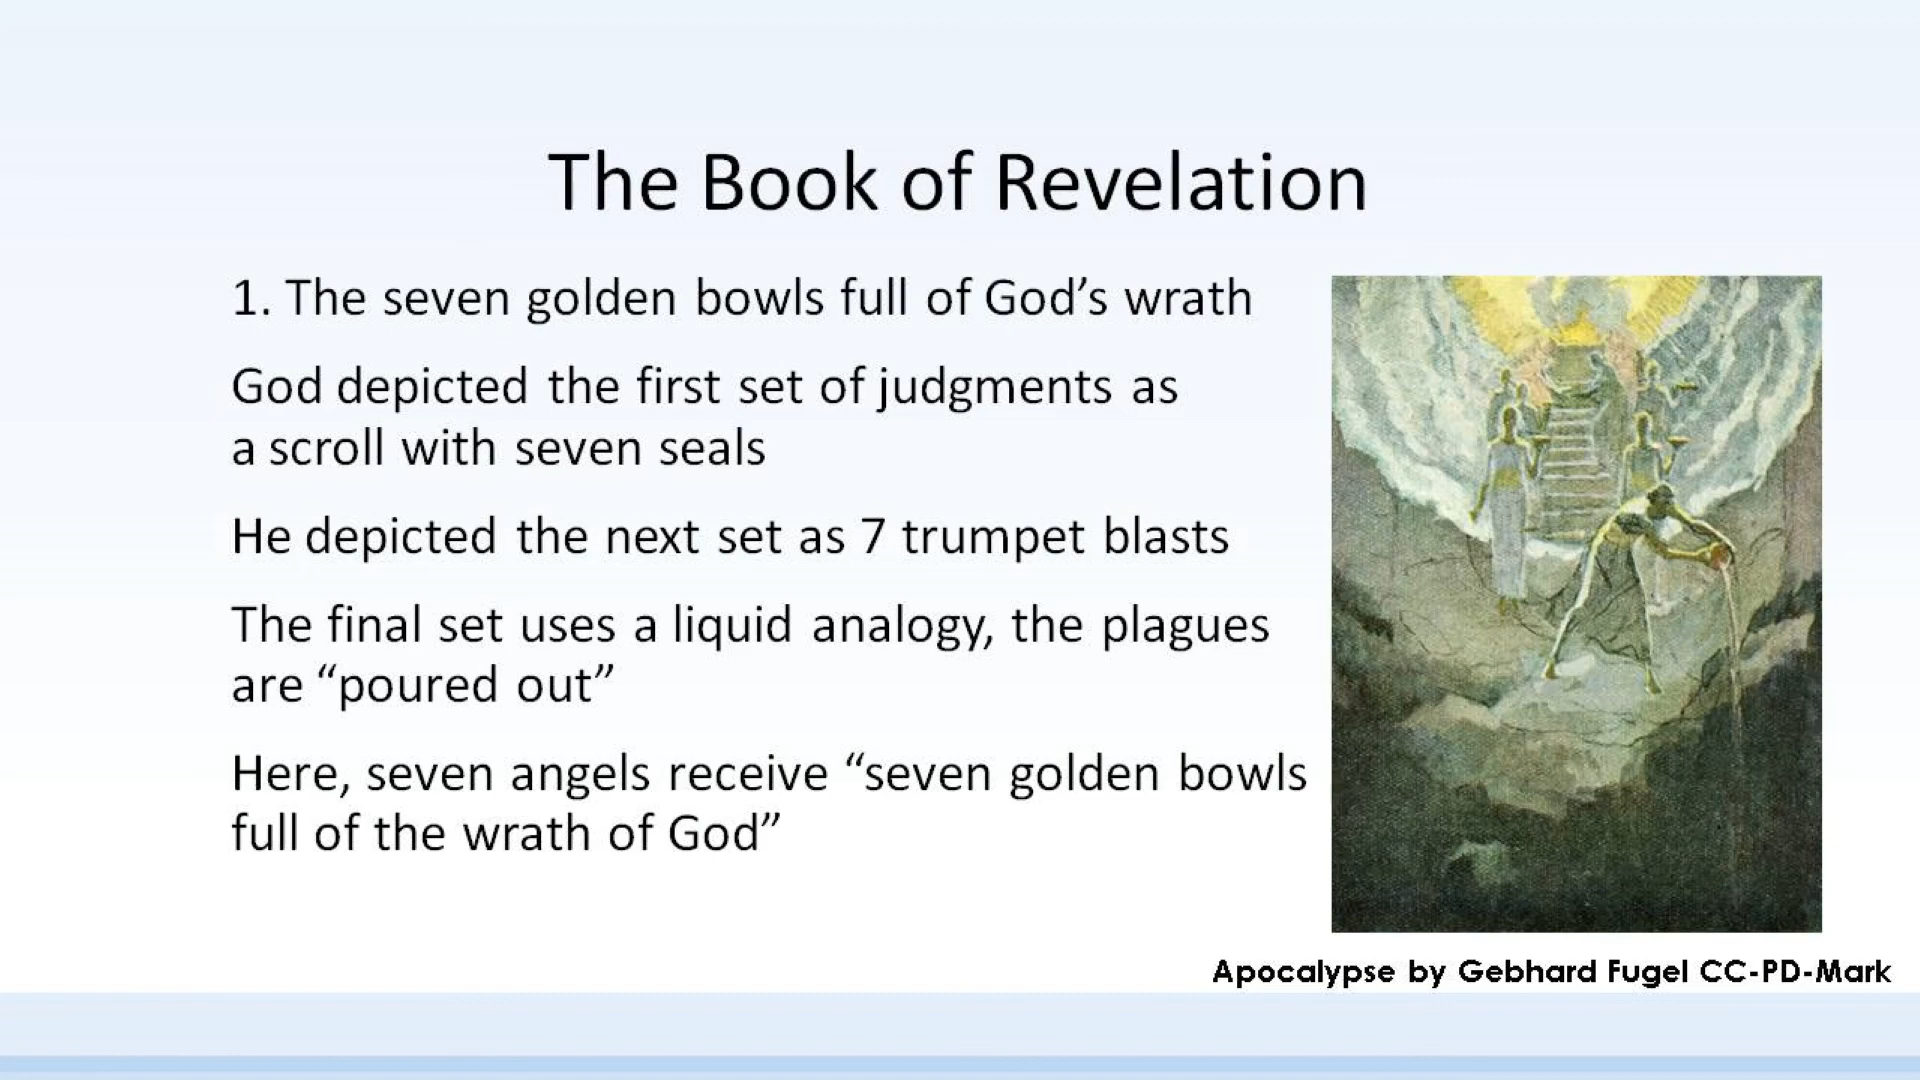 The Book of Revelation
1. The seven golden bowls full of God’s wrath
God depicted the first set of judgments as
a scroll with seven seals
He depicted the next set as 7 trumpet blasts
The final set uses a liquid analogy, the plagues
are “poured out”
Here, seven angels receive “seven golden bowls
full of the wrath of God”
Apocalypse by Gebhard Fugel CC-PD-Mark